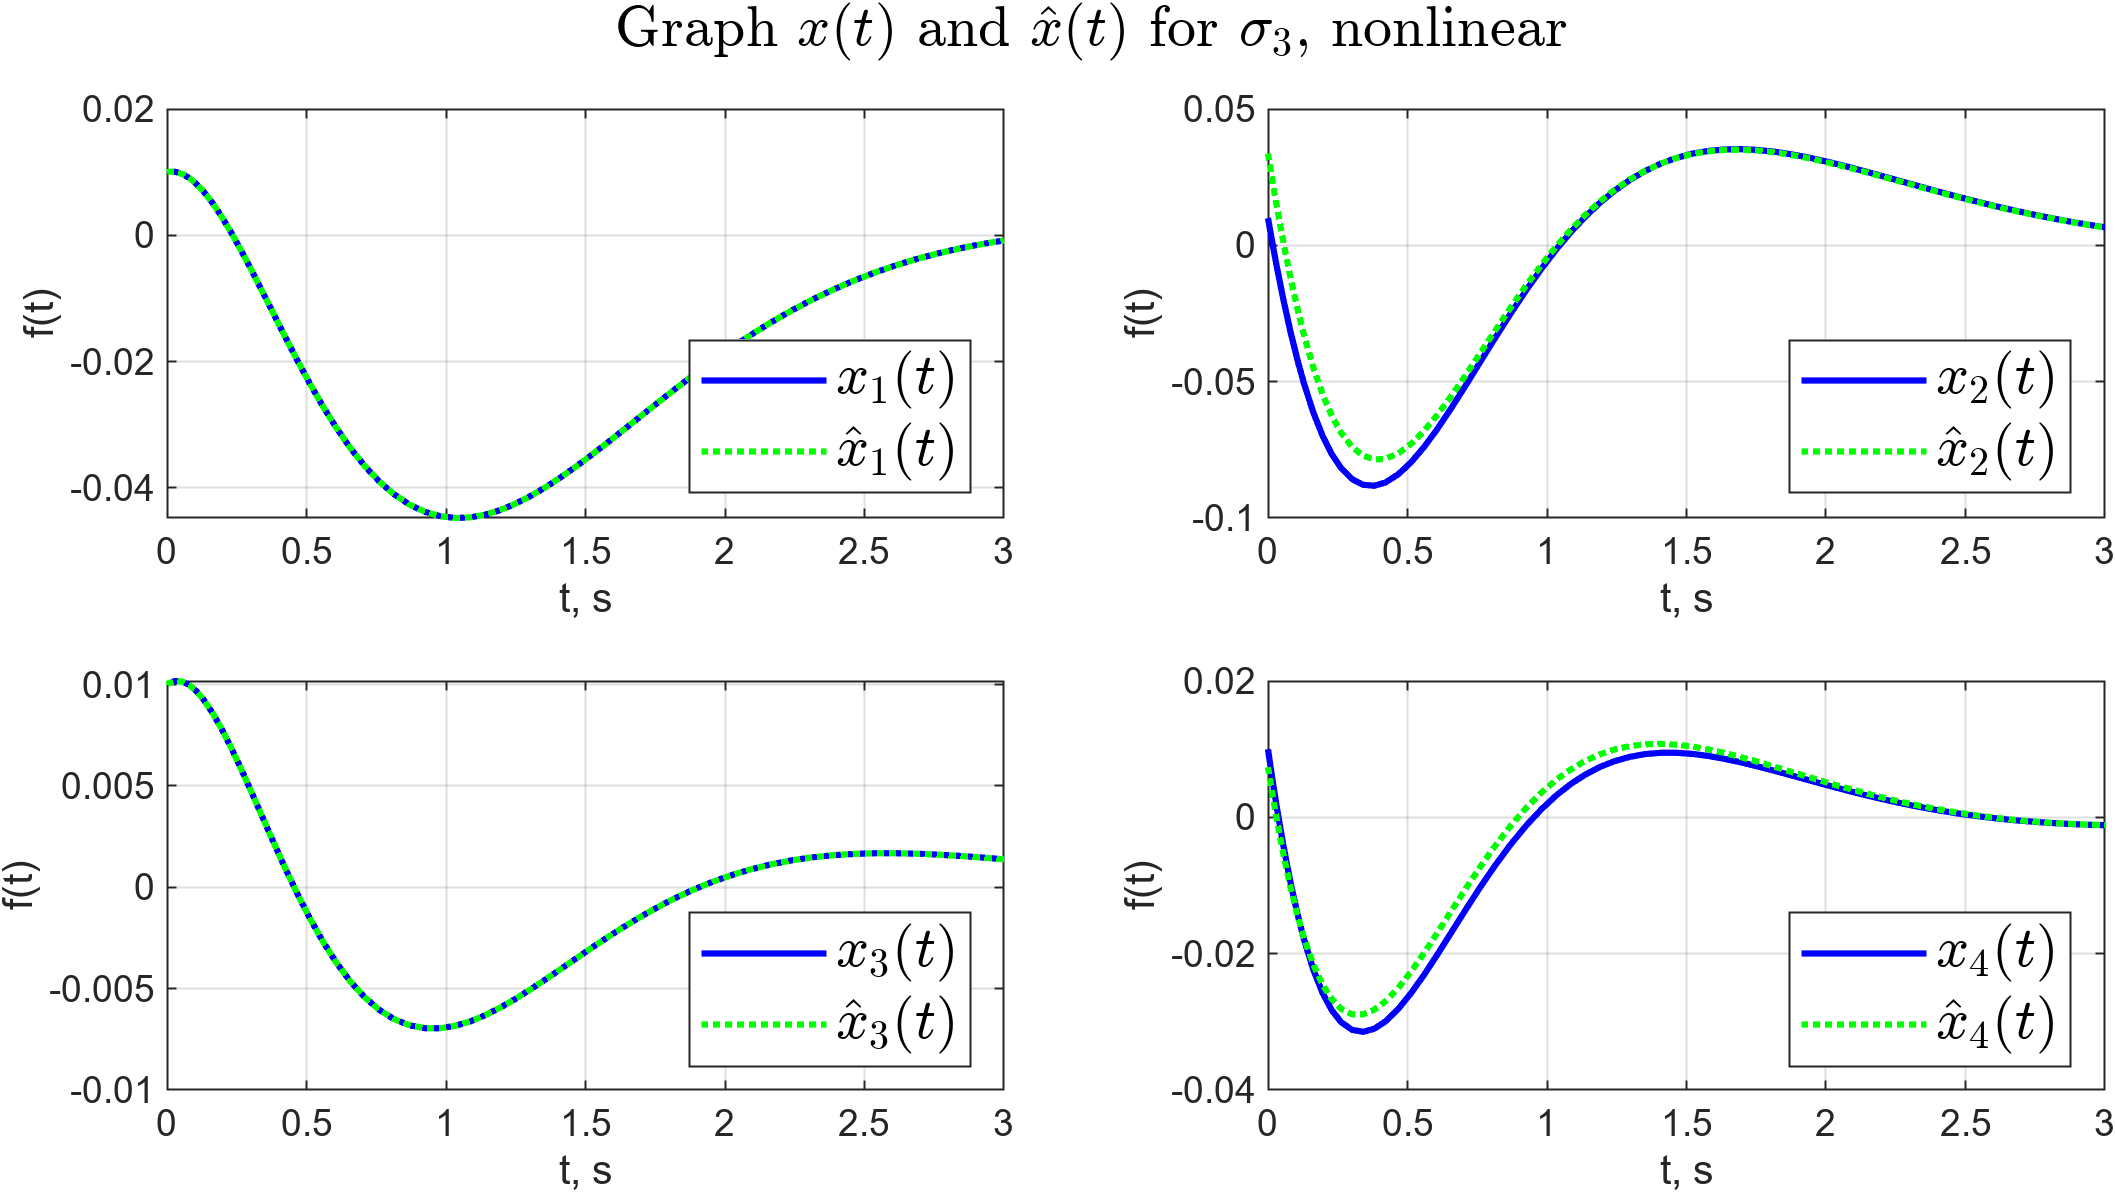 Graph x(t) and x̂(t) for σ₃, nonlinear
0.02
0
-0.02
-0.04
f(t)
0 0.5 1 1.5 2 2.5 3
t, s
x₁(t)
x̂₁(t)
0.05
0
-0.05
-0.1
f(t)
0 0.5 1 1.5 2 2.5 3
t, s
x₂(t)
x̂₂(t)
0.01
0.005
0
-0.005
-0.01
f(t)
0 0.5 1 1.5 2 2.5 3
t, s
x₃(t)
x̂₃(t)
0.02
0
-0.02
-0.04
f(t)
0 0.5 1 1.5 2 2.5 3
t, s
x₄(t)
x̂₄(t)